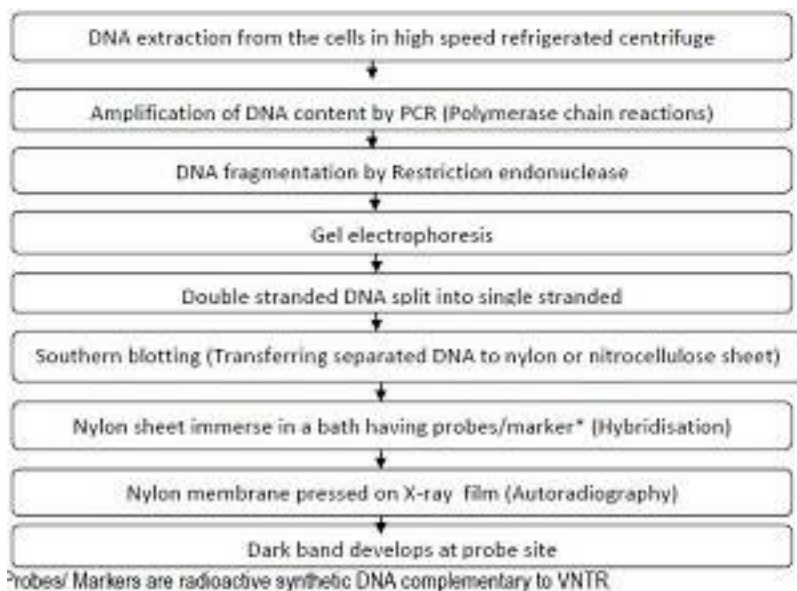 DNA extraction from the cells in high speed refrigerated centrifuge
Amplification of DNA content by PCR (Polymerase chain reactions)
DNA fragmentation by Restriction endonuclease
Gel electrophoresis
Double stranded DNA split into single stranded
Southern blotting (Transferring separated DNA to nylon or nitrocellulose sheet)
Nylon sheet immerse in a bath having probes/marker* (Hybridisation)
Nylon membrane pressed on X-ray film (Autoradiography)
Dark band develops at probe site
Probes/ Markers are radioactive synthetic DNA complementary to VNTR